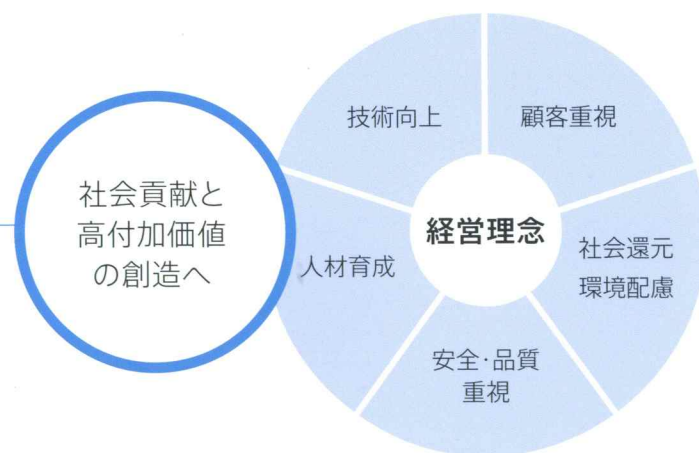 社会貢献と
高付加価値
の創造へ
経営理念
技術向上
顧客重視
社会還元
環境配慮
安全・品質
重視
人材育成